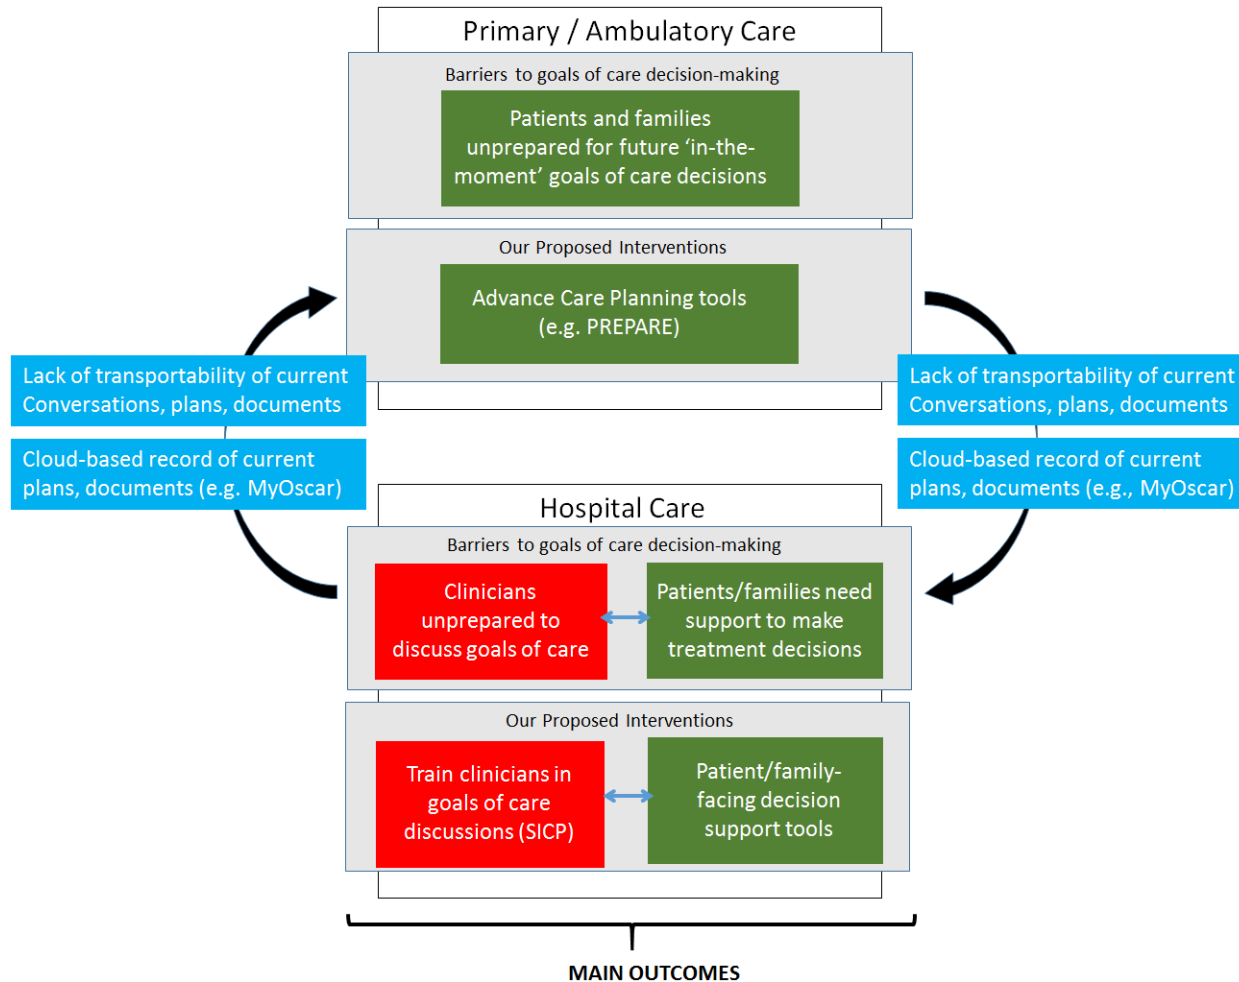 Primary / Ambulatory Care
Barriers to goals of care decision-making
Patients and families
unprepared for future ‘in-the-
moment’ goals of care decisions
Our Proposed Interventions
Advance Care Planning tools
(e.g. PREPARE)
Lack of transportability of current
Conversations, plans, documents
Cloud-based record of current
plans, documents (e.g. MyOscar)
Lack of transportability of current
Conversations, plans, documents
Cloud-based record of current
plans, documents (e.g., MyOscar)
Hospital Care
Barriers to goals of care decision-making
Clinicians
unprepared to
discuss goals of care
Patients/families need
support to make
treatment decisions
Our Proposed Interventions
Train clinicians in
goals of care
discussions (SICP)
Patient/family-
facing decision
support tools
MAIN OUTCOMES